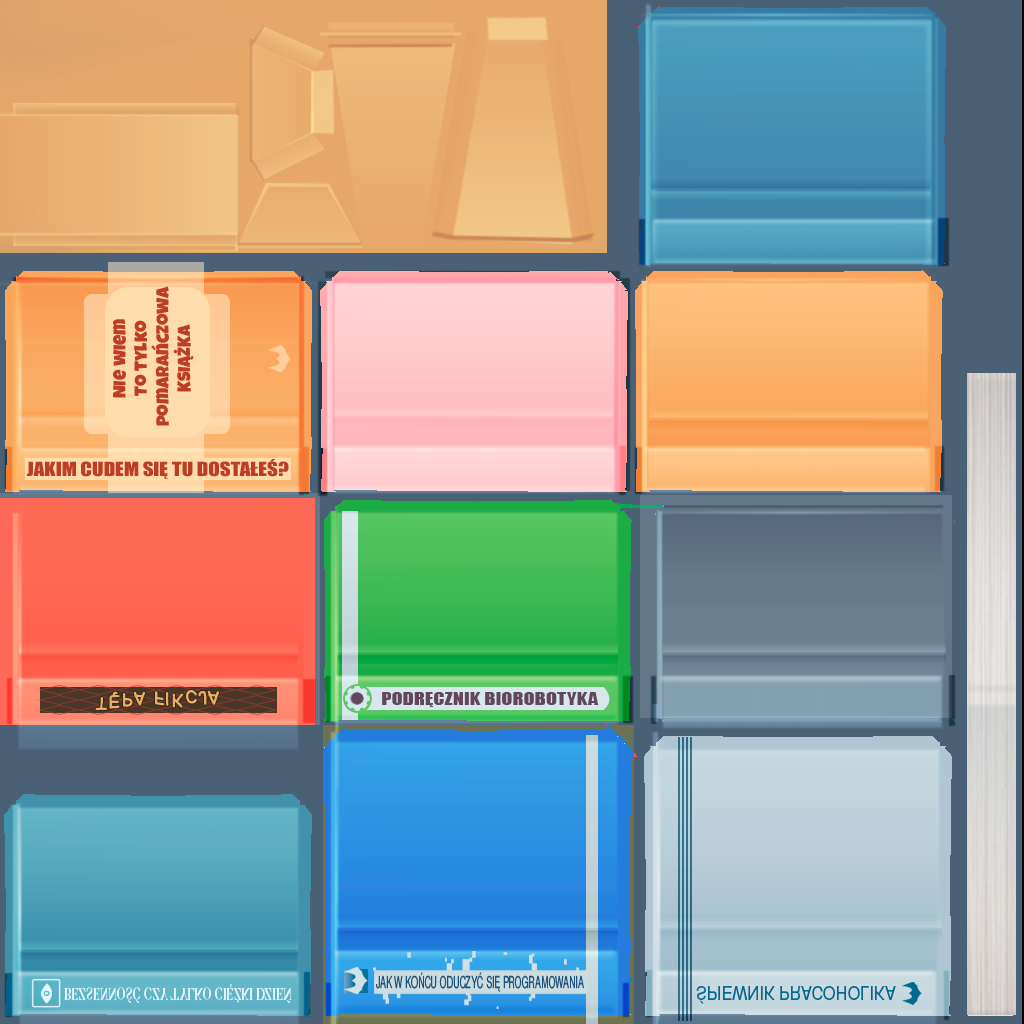 Nie wiem
to tylko
pomarańczowa
książka
JAKIM CUDEM SIĘ TU DOSTAŁEŚ?
TĘPA FIKCJA
PODRĘCZNIK BIOROBOTYKA
BEZSENNOŚĆ CZY TYLKO CIĘŻKI DZIEŃ
JAK W KOŃCU ODUCZYĆ SIĘ PROGRAMOWANIA
ŚPIEWNIK PRACOHOLIKA